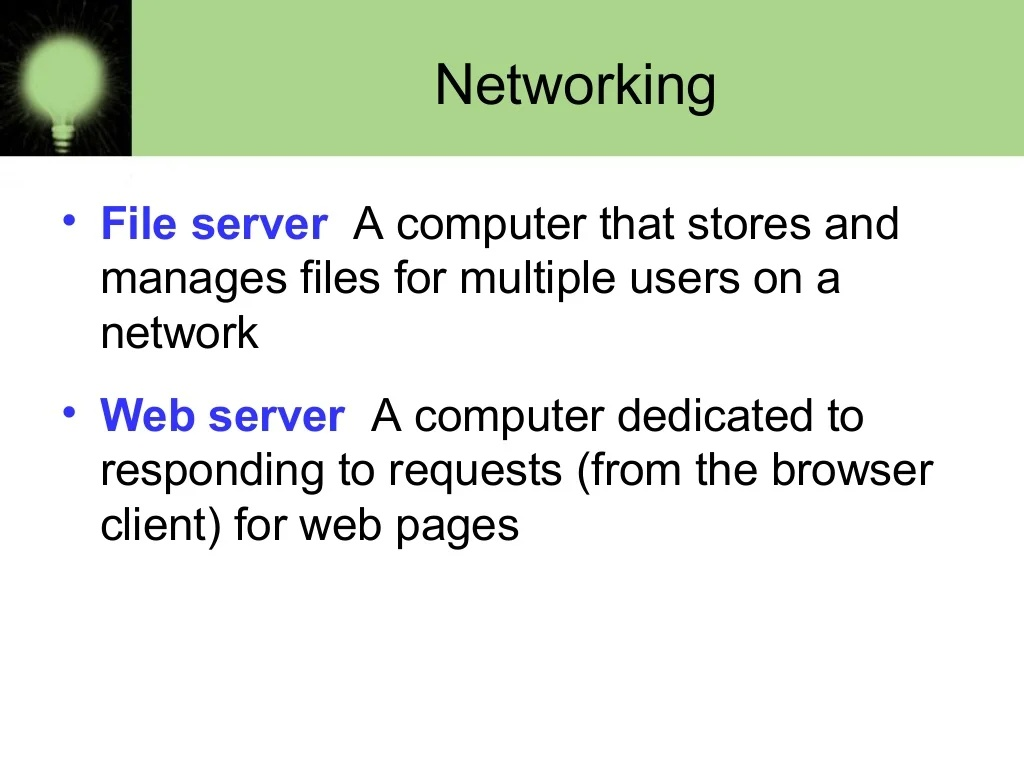 Networking
• File server  A computer that stores and
manages files for multiple users on a
network
• Web server  A computer dedicated to
responding to requests (from the browser
client) for web pages